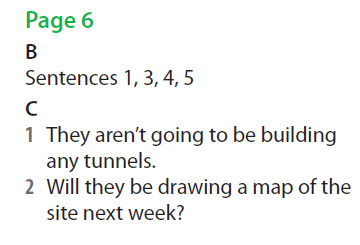 Page 6
B
Sentences 1, 3, 4, 5
C
1 They aren't going to be building
any tunnels.
2 Will they be drawing a map of the
site next week?